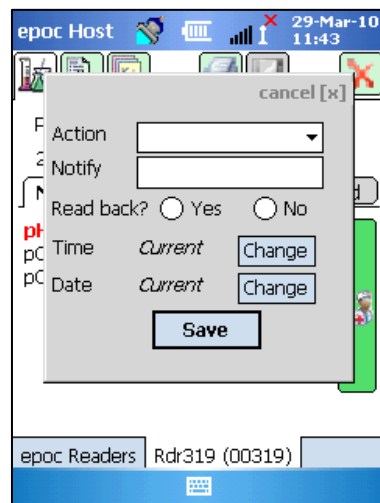 epoc Host
29-Mar-10
11:43
cancel [x]
Action
Notify
Read back? Yes No
Time Current Change
Date Current Change
Save
epoc Readers Rdr319 (00319)